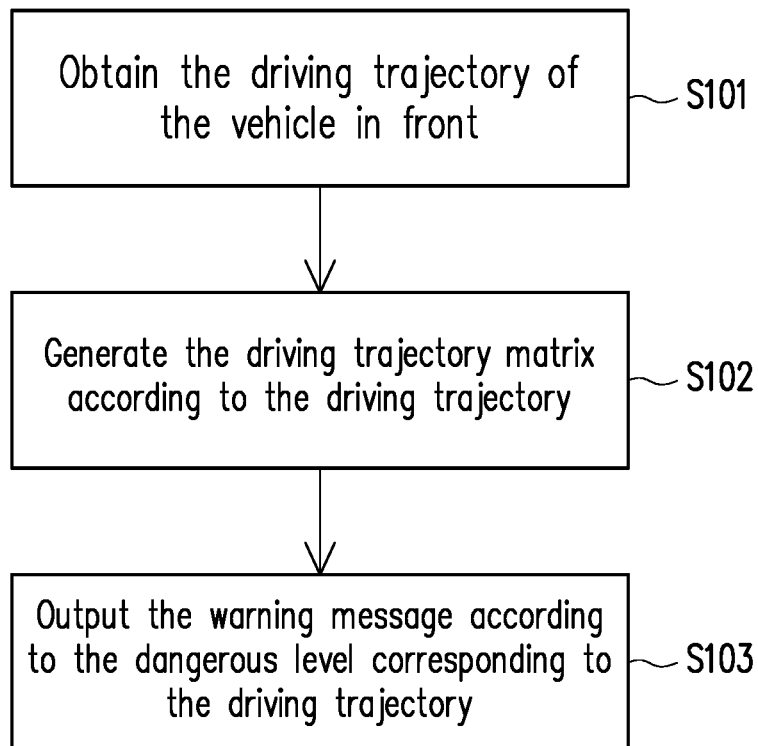 Obtain the driving trajectory of
the vehicle in front
S101
Generate the driving trajectory matrix
according to the driving trajectory
S102
Output the warning message according
to the dangerous level corresponding to
the driving trajectory
S103